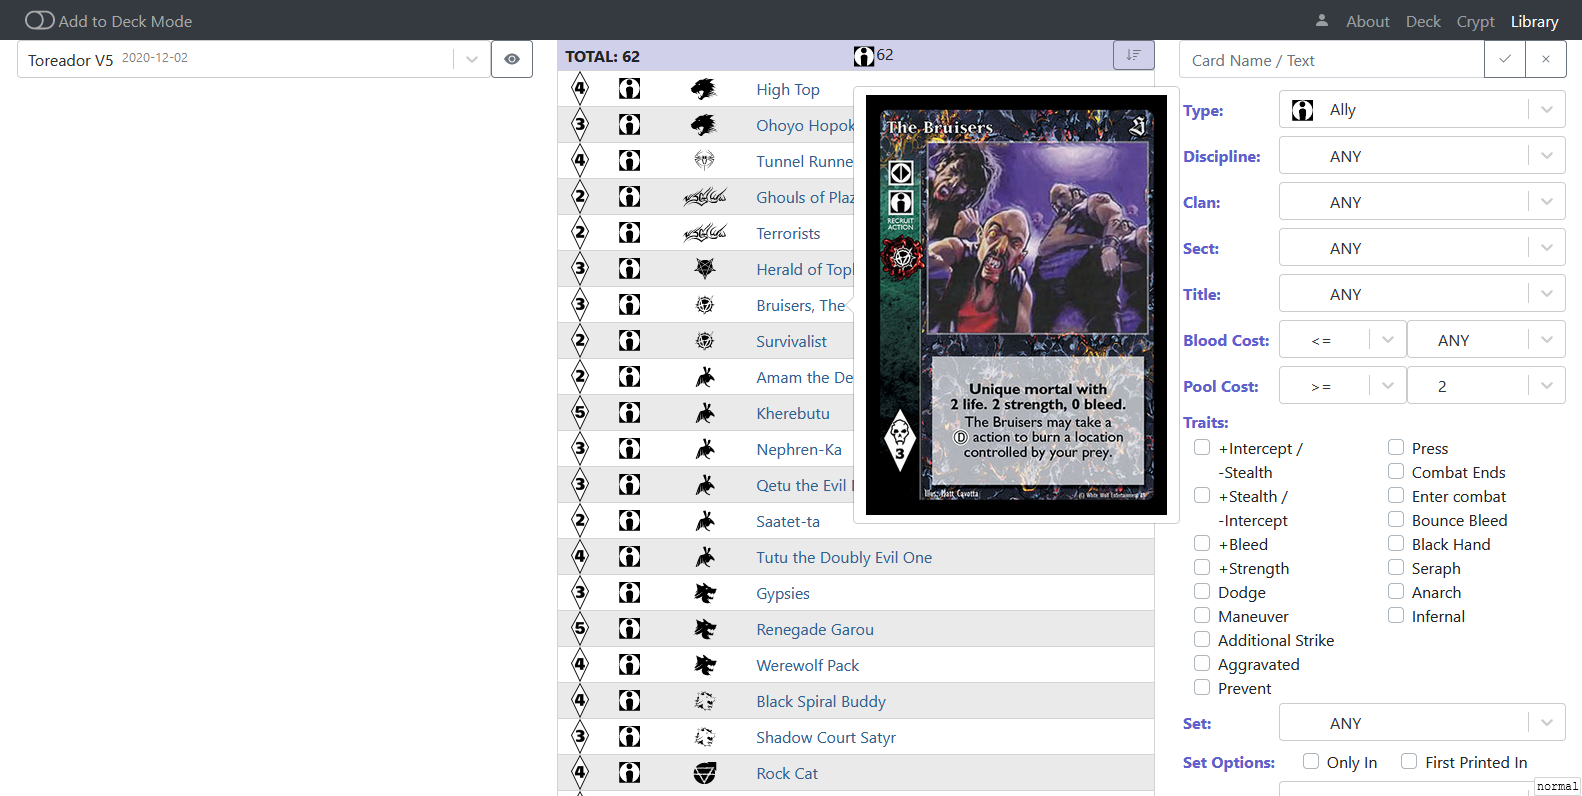 Add to Deck Mode
About Deck Crypt Library
Toreador V5 2020-12-02
TOTAL: 62
62
4 High Top
3 Ohoyo Hopok
4 Tunnel Runne
2 Ghouls of Plaz
2 Terrorists
3 Herald of Topl
3 Bruisers, The
2 Survivalist
2 Amam the De
5 Kherebutu
3 Nephren-Ka
3 Qetu the Evil
2 Saatet-ta
4 Tutu the Doubly Evil One
3 Gypsies
5 Renegade Garou
4 Werewolf Pack
4 Black Spiral Buddy
3 Shadow Court Satyr
4 Rock Cat
The Bruisers
RECRUIT
ACTION
Unique mortal with
2 life. 2 strength, 0 bleed.
The Bruisers may take a
Ⓓ action to burn a location
controlled by your prey.
3
Illus: Matt Cavotta
Card Name / Text
Type: Ally
Discipline: ANY
Clan: ANY
Sect: ANY
Title: ANY
Blood Cost: <= ANY
Pool Cost: >= 2
Traits:
+Intercept /
-Stealth
+Stealth /
-Intercept
+Bleed
+Strength
Dodge
Maneuver
Additional Strike
Aggravated
Prevent
Press
Combat Ends
Enter combat
Bounce Bleed
Black Hand
Seraph
Anarch
Infernal
Set: ANY
Set Options: Only In First Printed In
normal